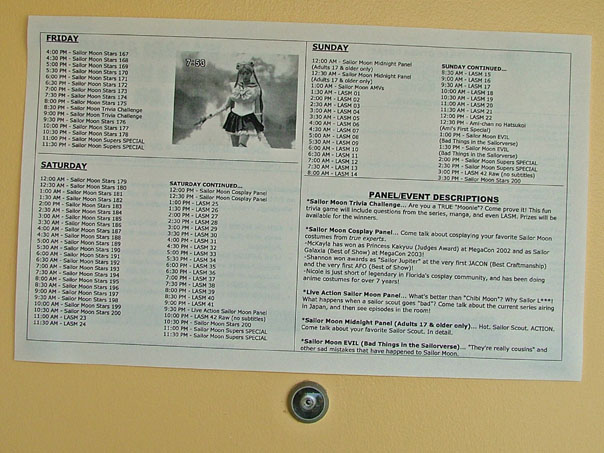 FRIDAY
4:00 PM - Sailor Moon Stars 167
4:30 PM - Sailor Moon Stars 168
5:00 PM - Sailor Moon Stars 169
5:30 PM - Sailor Moon Stars 170
6:00 PM - Sailor Moon Stars 171
6:30 PM - Sailor Moon Stars 172
7:00 PM - Sailor Moon Stars 173
7:30 PM - Sailor Moon Stars 174
8:00 PM - Sailor Moon Stars 175
8:30 PM - Sailor Moon Trivia Challenge
9:00 PM - Sailor Moon Trivia Challenge
9:30 PM - Sailor Moon Stars 176
10:00 PM - Sailor Moon Stars 177
10:30 PM - Sailor Moon Stars 178
11:00 PM - Sailor Moon SuperS SPECIAL
11:30 PM - Sailor Moon SuperS SPECIAL
SATURDAY
12:00 AM - Sailor Moon Stars 179
12:30 AM - Sailor Moon Stars 180
1:00 AM - Sailor Moon Stars 181
1:30 AM - Sailor Moon Stars 182
2:00 AM - Sailor Moon Stars 183
2:30 AM - Sailor Moon Stars 184
3:00 AM - Sailor Moon Stars 185
3:30 AM - Sailor Moon Stars 186
4:00 AM - Sailor Moon Stars 187
4:30 AM - Sailor Moon Stars 188
5:00 AM - Sailor Moon Stars 189
5:30 AM - Sailor Moon Stars 190
6:00 AM - Sailor Moon Stars 191
6:30 AM - Sailor Moon Stars 192
7:00 AM - Sailor Moon Stars 193
7:30 AM - Sailor Moon Stars 194
8:00 AM - Sailor Moon Stars 195
8:30 AM - Sailor Moon Stars 196
9:00 AM - Sailor Moon Stars 197
9:30 AM - Sailor Moon Stars 198
10:00 AM - Sailor Moon Stars 199
10:30 AM - Sailor Moon Stars 200
11:00 AM - LASM 23
11:30 AM - LASM 24
SATURDAY CONTINUED...
12:00 PM - Sailor Moon Cosplay Panel
12:30 PM - Sailor Moon Cosplay Panel
1:00 PM - LASM 25
1:30 PM - LASM 26
2:00 PM - LASM 27
2:30 PM - LASM 28
3:00 PM - LASM 29
3:30 PM - LASM 30
4:00 PM - LASM 31
4:30 PM - LASM 32
5:00 PM - LASM 33
5:30 PM - LASM 34
6:00 PM - LASM 35
6:30 PM - LASM
7:00 PM - LASM 37
7:30 PM - LASM 38
8:00 PM - LASM 39
8:30 PM - LASM 40
9:00 PM - LASM 41
9:30 PM - Live Action Sailor Moon Panel
10:00 PM - LASM 42 Raw (no subtitles)
10:30 PM - Sailor Moon Stars 200
11:00 PM - Sailor Moon SuperS SPECIAL
11:30 PM - Sailor Moon SuperS SPECIAL
SUNDAY
12:00 AM - Sailor Moon Midnight Panel
(Adults 17 & older only)
12:30 AM - Sailor Moon Midnight Panel
(Adults 17 & older only)
1:00 AM - Sailor Moon AMVs
1:30 AM - LASM 01
2:00 AM - LASM 02
2:30 AM - LASM 03
3:00 AM - LASM 04
3:30 AM - LASM 05
4:00 AM - LASM 06
4:30 AM - LASM 07
5:00 AM - LASM 08
5:30 AM - LASM 09
6:00 AM - LASM 10
6:30 AM - LASM 11
7:00 AM - LASM 12
7:30 AM - LASM 13
8:00 AM - LASM 14
SUNDAY CONTINUED...
8:30 AM - LASM 15
9:00 AM - LASM 16
9:30 AM - LASM 17
10:00 AM - LASM 18
10:30 AM - LASM 19
11:00 AM - LASM 20
11:30 AM - LASM 21
12:00 PM - LASM 22
12:30 PM - Ami-chan no Hatsukoi
(Ami's First Special)
1:00 PM - Sailor Moon EVIL
(Bad Things in the Sailorverse)
1:30 PM - Sailor Moon EVIL
(Bad Things in the Sailorverse)
2:00 PM - Sailor Moon SuperS SPECIAL
2:30 PM - Sailor Moon SuperS SPECIAL
3:00 PM - LASM 42 Raw (no subtitles)
3:30 PM - Sailor Moon Stars 200
PANEL/EVENT DESCRIPTIONS
*Sailor Moon Trivia Challenge... Are you a TRUE "Moonie"? Come prove it! This fun
trivia game will include questions from the series, manga, and even LASM. Prizes will be
available for the winners.
*Sailor Moon Cosplay Panel... Come talk about cosplaying your favorite Sailor Moon
costumes from true experts.
-McKayla has won as Princess Kakyuu (Judges Award) at MegaCon 2002 and as Sailor
Galaxia (Best of Show) at MegaCon 2003!
-Shannon won awards as "Sailor Jupiter" at the very first JACON (Best Craftmanship)
and the very first AFO (Best of Show)!
-Nicole is just short of legendary in Florida's cosplay community, and has been doing
anime costumes for over 7 years!
*Live Action Sailor Moon Panel... What's better than "Chibi Moon"? Why Sailor L***!
What happens when a sailor scout goes "bad"? Come talk about the current series airing
in Japan, and then see episodes in the room!
*Sailor Moon Midnight Panel (Adults 17 & older only)... Hot. Sailor Scout. ACTION.
Come talk about your favorite Sailor Scout. In detail.
*Sailor Moon EVIL (Bad Things in the Sailorverse)... "They're really cousins" and
other sad mistakes that have happened to Sailor Moon.